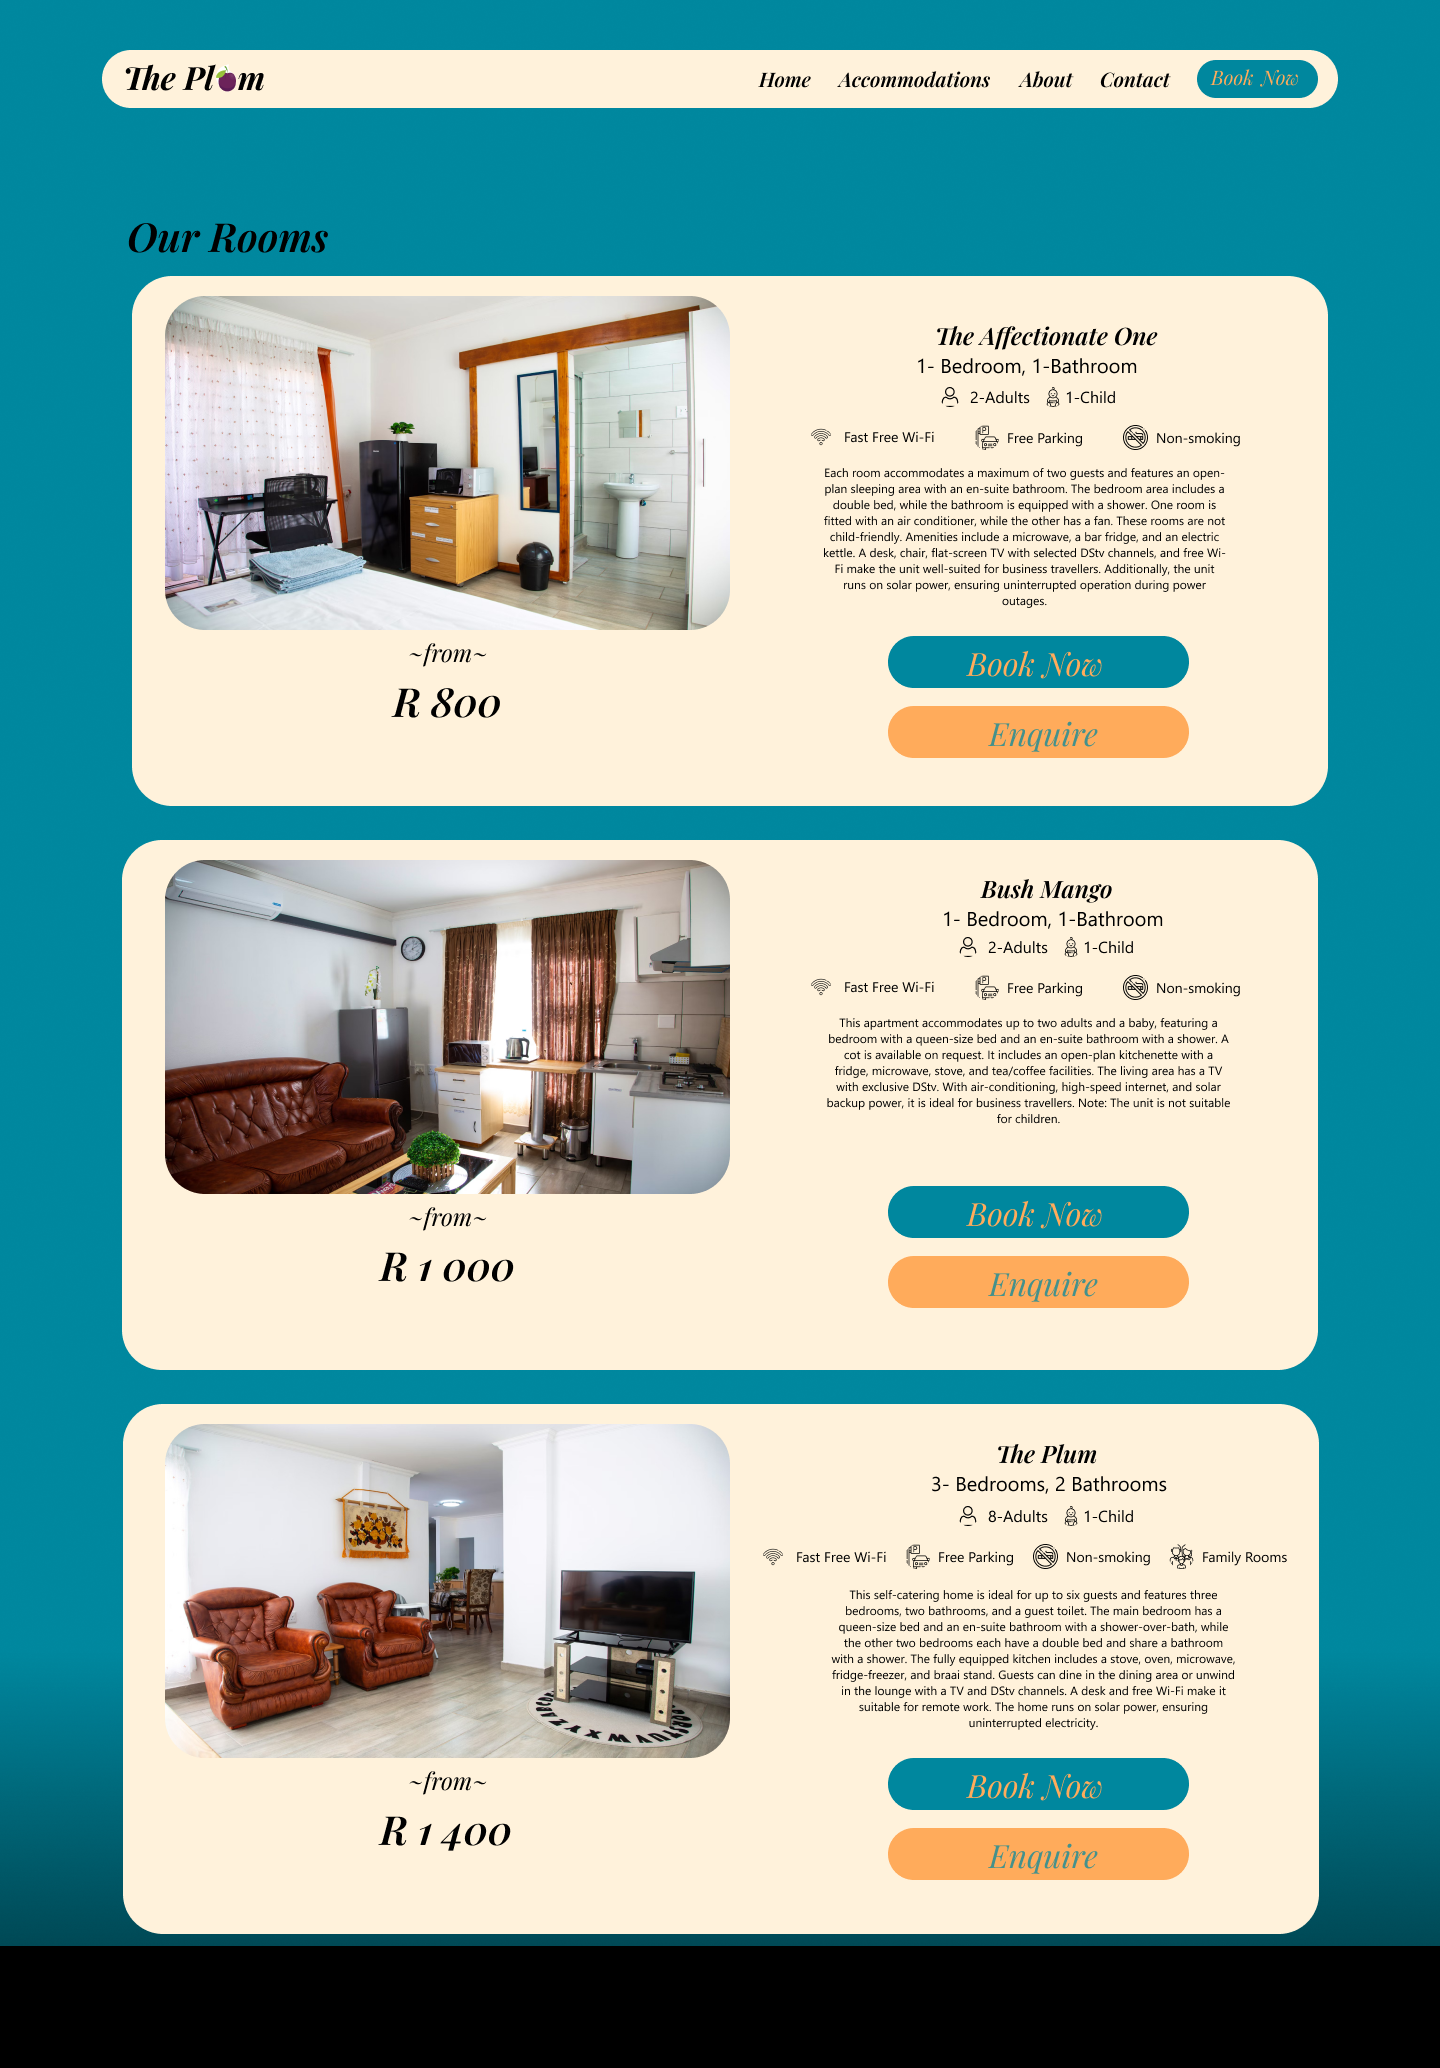 The Plum
Home Accommodations About Contact Book Now
Our Rooms
The Affectionate One
1- Bedroom, 1-Bathroom
2-Adults 1-Child
Fast Free Wi-Fi Free Parking Non-smoking
Each room accommodates a maximum of two guests and features an open-
plan sleeping area with an en-suite bathroom. The bedroom area includes a
double bed, while the bathroom is equipped with a shower. One room is
fitted with an air conditioner, while the other has a fan. These rooms are not
child-friendly. Amenities include a microwave, a bar fridge, and an electric
kettle. A desk, chair, flat-screen TV with selected DStv channels, and free Wi-
Fi make the unit well-suited for business travellers. Additionally, the unit
runs on solar power, ensuring uninterrupted operation during power
outages.
~from~
R 800
Book Now
Enquire
Bush Mango
1- Bedroom, 1-Bathroom
2-Adults 1-Child
Fast Free Wi-Fi Free Parking Non-smoking
This apartment accommodates up to two adults and a baby, featuring a
bedroom with a queen-size bed and an en-suite bathroom with a shower. A
cot is available on request. It includes an open-plan kitchenette with a
fridge, microwave, stove, and tea/coffee facilities. The living area has a TV
with exclusive DStv. With air-conditioning, high-speed internet, and solar
backup power, it is ideal for business travellers. Note: The unit is not suitable
for children.
~from~
R 1 000
Book Now
Enquire
The Plum
3- Bedrooms, 2 Bathrooms
8-Adults 1-Child
Fast Free Wi-Fi Free Parking Non-smoking Family Rooms
This self-catering home is ideal for up to six guests and features three
bedrooms, two bathrooms, and a guest toilet. The main bedroom has a
queen-size bed and an en-suite bathroom with a shower-over-bath, while
the other two bedrooms each have a double bed and share a bathroom
with a shower. The fully equipped kitchen includes a stove, oven, microwave,
fridge-freezer, and braai stand. Guests can dine in the dining area or unwind
in the lounge with a TV and DStv channels. A desk and free Wi-Fi make it
suitable for remote work. The home runs on solar power, ensuring
uninterrupted electricity.
~from~
R 1 400
Book Now
Enquire